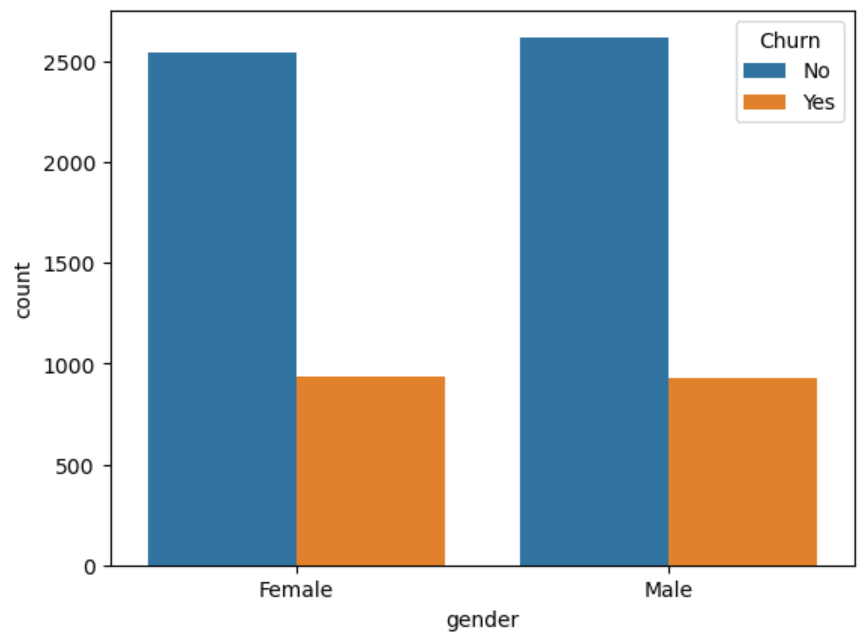 Churn
No
Yes
2500
2000
1500
1000
500
0
count
Female
Male
gender